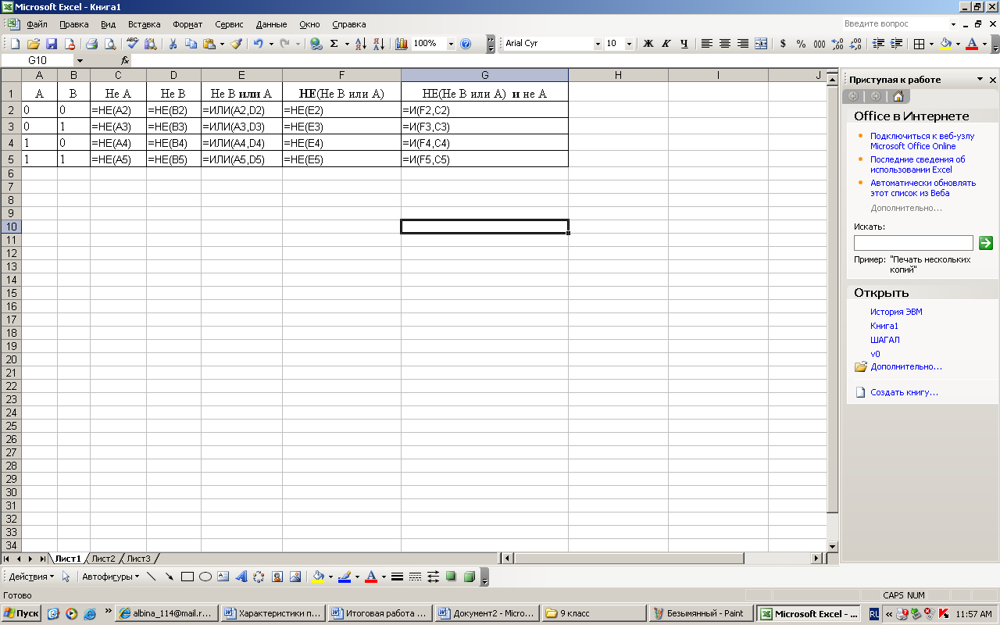 Microsoft Excel - Книга1
Файл Правка Вид Вставка Формат Сервис Данные Окно Справка Введите вопрос
100% Arial Cyr 10 Ж К Ч $ % 000
G10 fx
A B C D E F G H I J
1 A B Не A Не B Не B или A НЕ(Не B или A) НЕ(Не B или A) и не A
2 0 0 =НЕ(A2) =НЕ(B2) =ИЛИ(A2,D2) =НЕ(E2) =И(F2,C2)
3 0 1 =НЕ(A3) =НЕ(B3) =ИЛИ(A3,D3) =НЕ(E3) =И(F3,C3)
4 1 0 =НЕ(A4) =НЕ(B4) =ИЛИ(A4,D4) =НЕ(E4) =И(F4,C4)
5 1 1 =НЕ(A5) =НЕ(B5) =ИЛИ(A5,D5) =НЕ(E5) =И(F5,C5)
6
7
8
9
10
11
12
13
14
15
16
17
18
19
20
21
22
23
24
25
26
27
28
29
30
31
32
33
34
Приступая к работе
Office в Интернете
Подключиться к веб-узлу
Microsoft Office Online
Последние сведения об
использовании Excel
Автоматически обновлять
этот список из Веба
Дополнительно...
Искать:
Пример: "Печать нескольких
копий"
Открыть
История ЭВМ
Книга1
ШАГАЛ
v0
Дополнительно...
Создать книгу...
Лист1 Лист2 Лист3
Действия Автофигуры
Готово CAPS NUM
Пуск albina_114@mail.r... Характеристики п... Итоговая работа ... Документ2 - Micro... 9 класс Безымянный - Paint Microsoft Excel - ... RU 11:57 AM